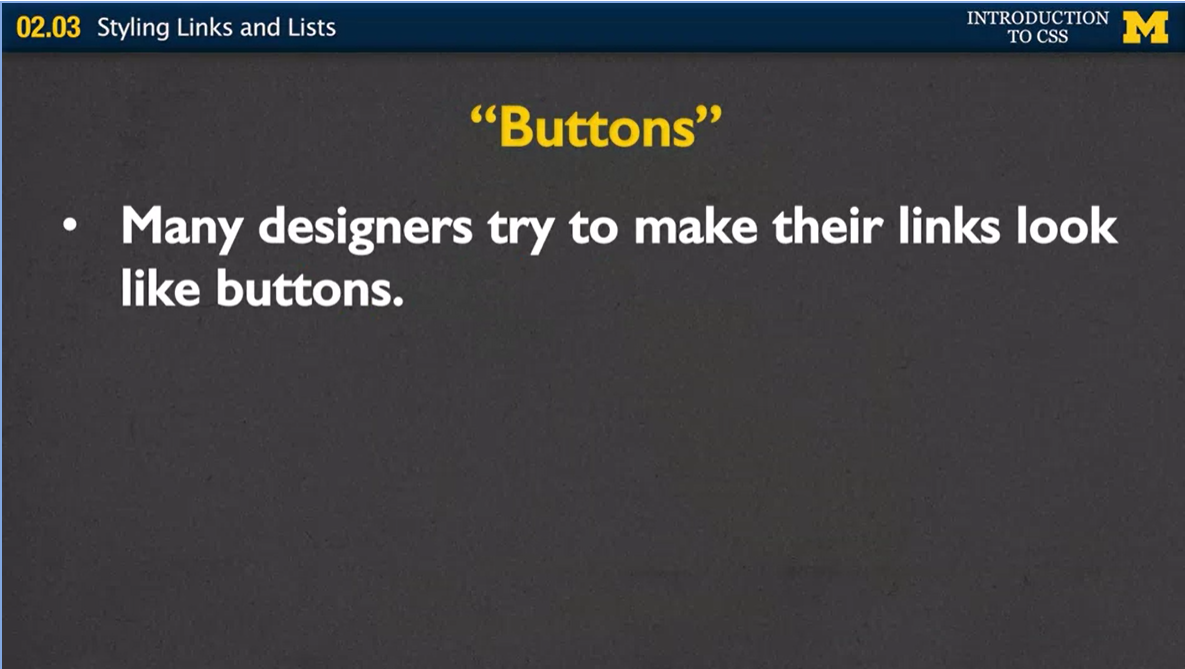 02.03 Styling Links and Lists
INTRODUCTION
TO CSS
M
“Buttons”
• Many designers try to make their links look
like buttons.